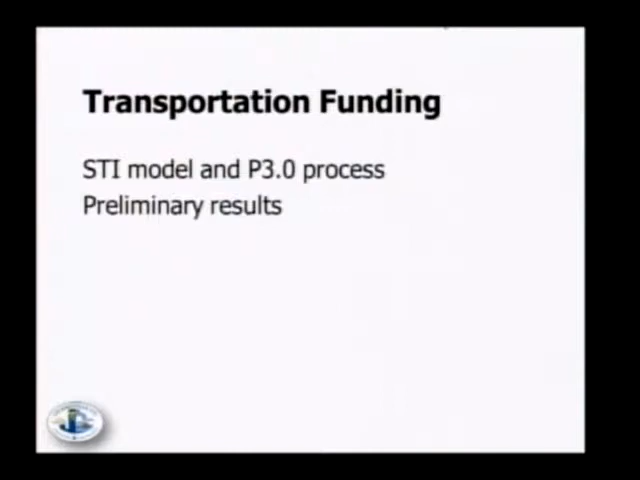 Transportation Funding
STI model and P3.0 process
Preliminary results